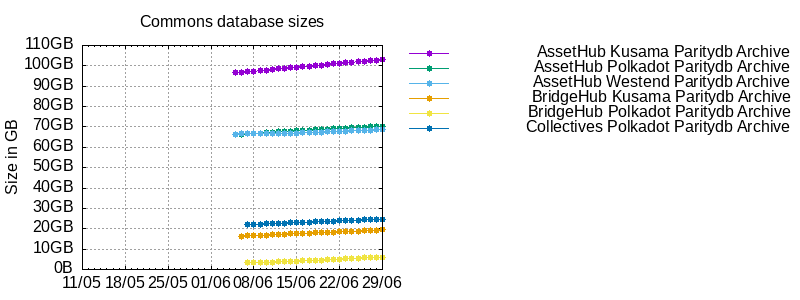 Commons database sizes
110GB
100GB
90GB
80GB
70GB
60GB
50GB
40GB
30GB
20GB
10GB
0B
Size in GB
11/05 18/05 25/05 01/06 08/06 15/06 22/06 29/06
AssetHub Kusama Paritydb Archive
AssetHub Polkadot Paritydb Archive
AssetHub Westend Paritydb Archive
BridgeHub Kusama Paritydb Archive
BridgeHub Polkadot Paritydb Archive
Collectives Polkadot Paritydb Archive